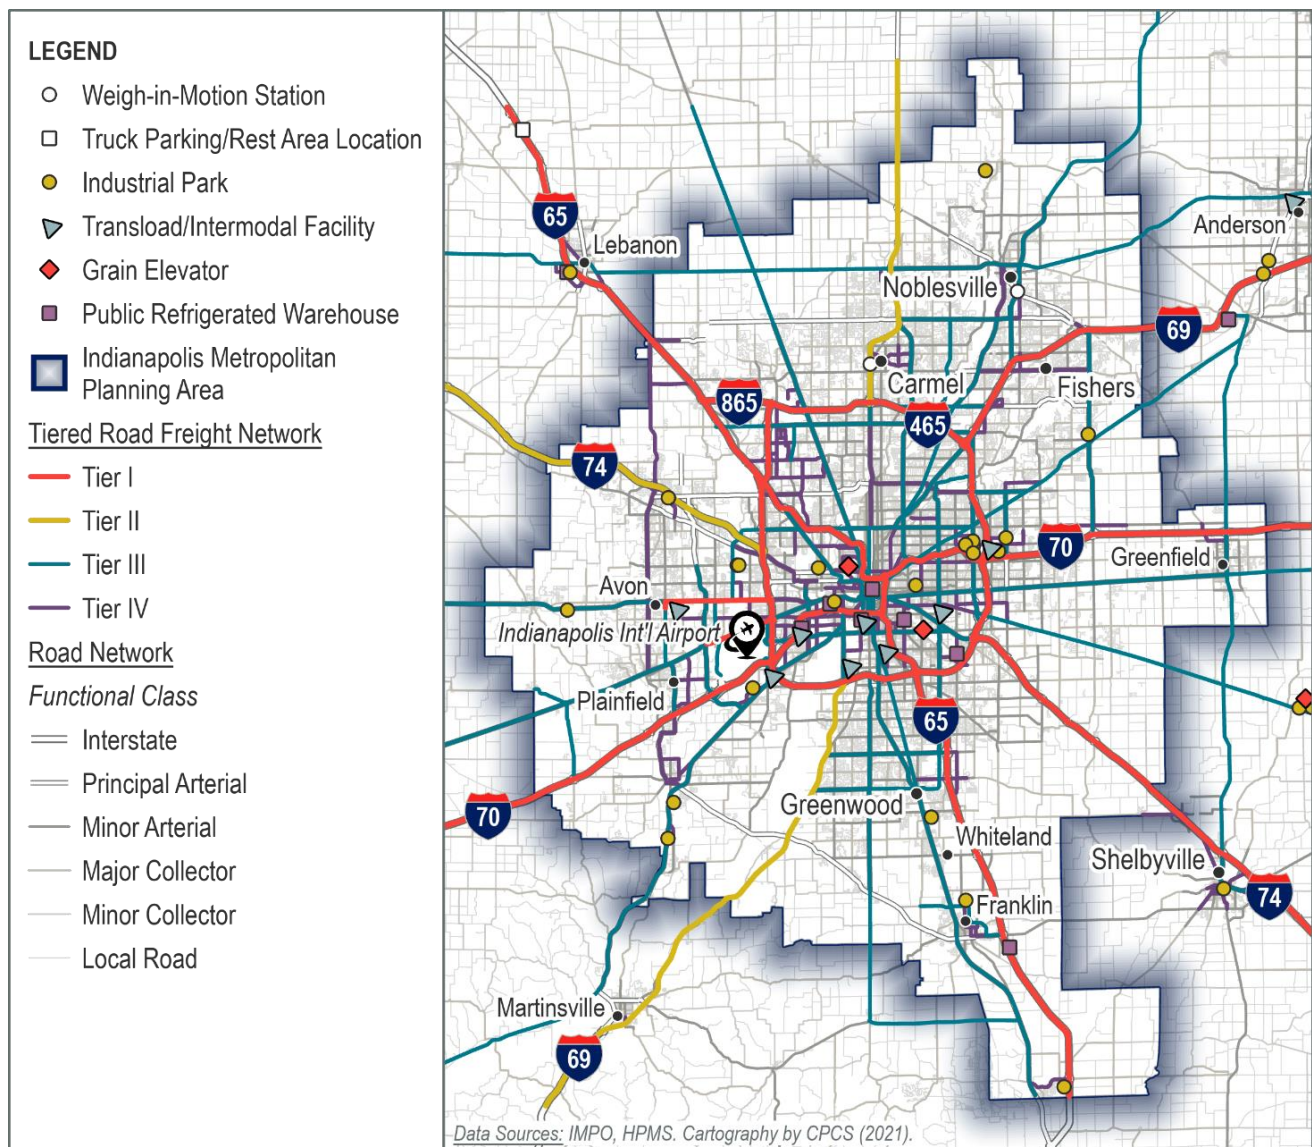 LEGEND
Weigh-in-Motion Station
Truck Parking/Rest Area Location
Industrial Park
Transload/Intermodal Facility
Grain Elevator
Public Refrigerated Warehouse
Indianapolis Metropolitan
Planning Area
Tiered Road Freight Network
Tier I
Tier II
Tier III
Tier IV
Road Network
Functional Class
Interstate
Principal Arterial
Minor Arterial
Major Collector
Minor Collector
Local Road
65
Lebanon
Anderson
Noblesville
69
Carmel
Fishers
865
465
74
70
Greenfield
Avon
Indianapolis Int'l Airport
Plainfield
65
70
Greenwood
Whiteland
Shelbyville
74
Franklin
Martinsville
69
Data Sources: IMPO, HPMS. Cartography by CPCS (2021).